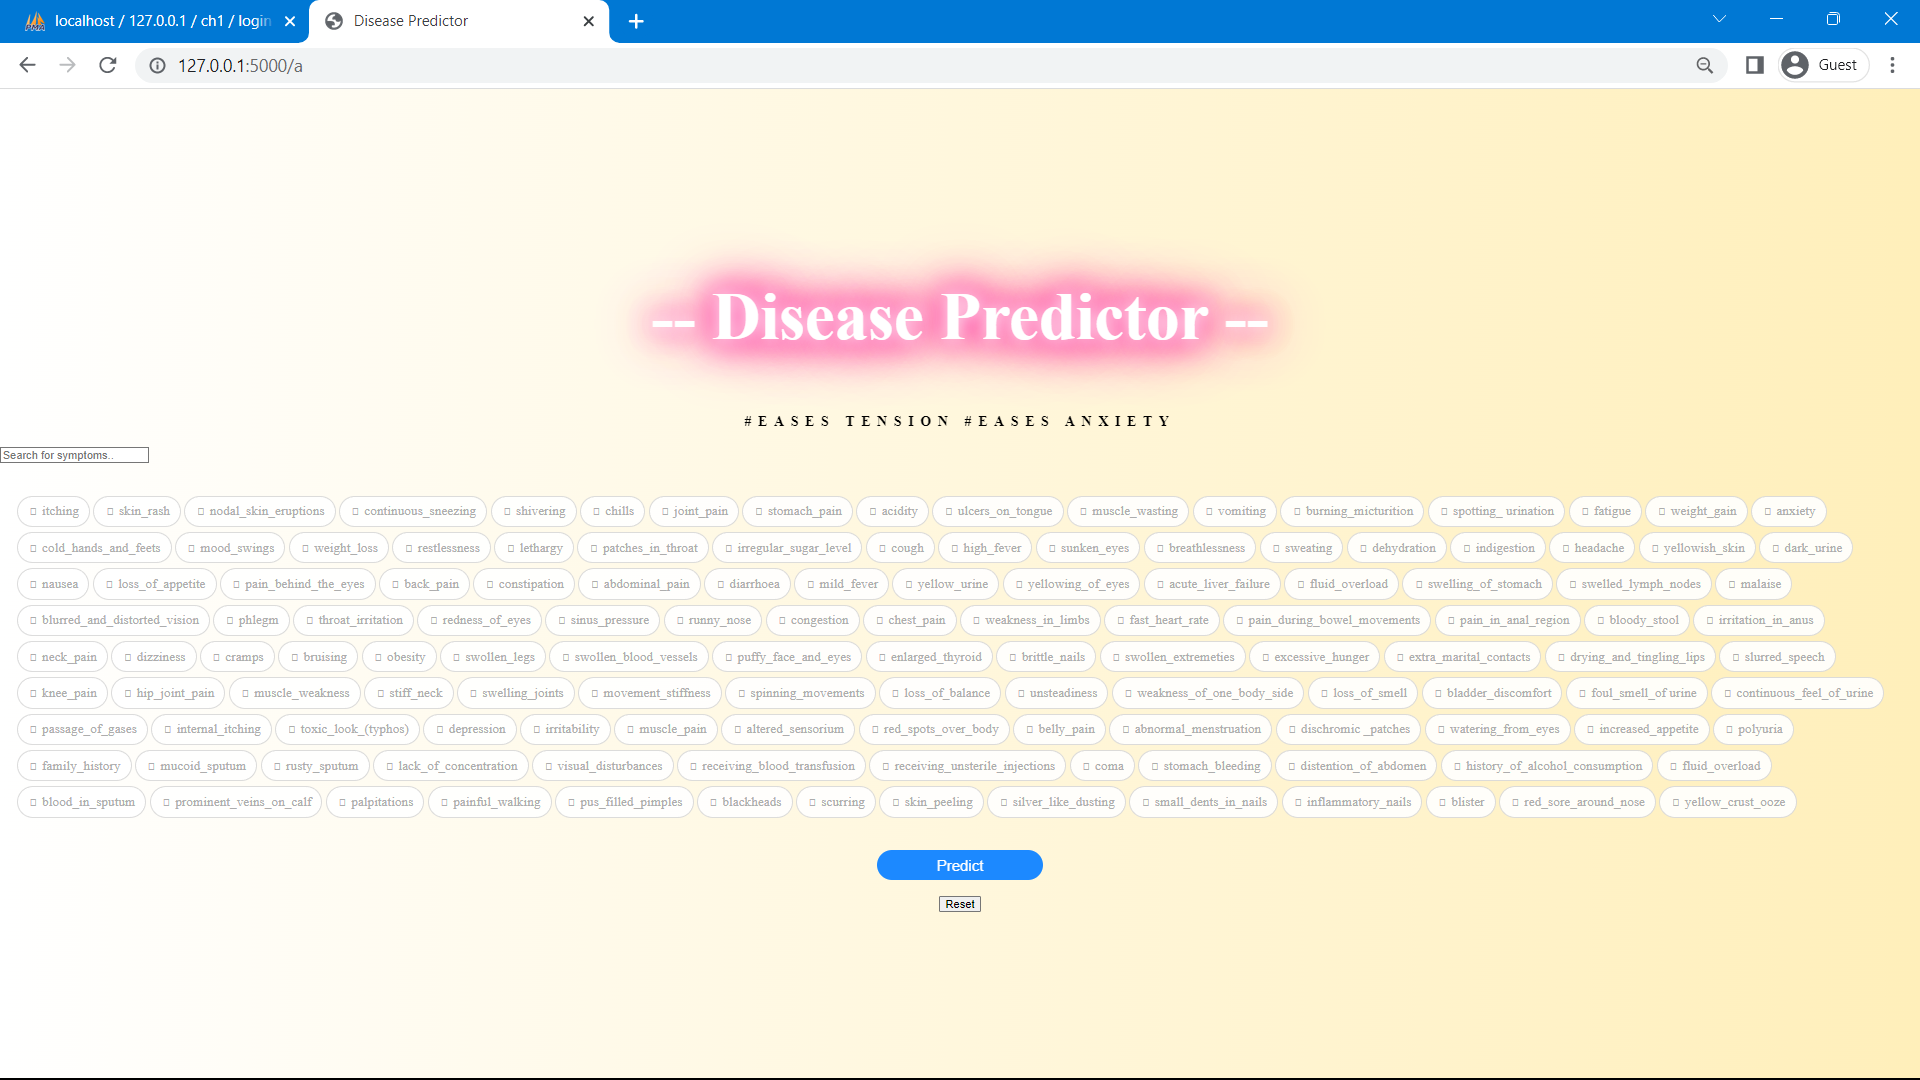 localhost / 127.0.0.1 / ch1 / login
Disease Predictor
127.0.0.1:5000/a
Guest
-- Disease Predictor --
#EASES TENSION #EASES ANXIETY
Search for symptoms..
itching skin_rash nodal_skin_eruptions continuous_sneezing shivering chills joint_pain stomach_pain acidity ulcers_on_tongue muscle_wasting vomiting burning_micturition spotting_ urination fatigue weight_gain anxiety
cold_hands_and_feets mood_swings weight_loss restlessness lethargy patches_in_throat irregular_sugar_level cough high_fever sunken_eyes breathlessness sweating dehydration indigestion headache yellowish_skin dark_urine
nausea loss_of_appetite pain_behind_the_eyes back_pain constipation abdominal_pain diarrhoea mild_fever yellow_urine yellowing_of_eyes acute_liver_failure fluid_overload swelling_of_stomach swelled_lymph_nodes malaise
blurred_and_distorted_vision phlegm throat_irritation redness_of_eyes sinus_pressure runny_nose congestion chest_pain weakness_in_limbs fast_heart_rate pain_during_bowel_movements pain_in_anal_region bloody_stool irritation_in_anus
neck_pain dizziness cramps bruising obesity swollen_legs swollen_blood_vessels puffy_face_and_eyes enlarged_thyroid brittle_nails swollen_extremeties excessive_hunger extra_marital_contacts drying_and_tingling_lips slurred_speech
knee_pain hip_joint_pain muscle_weakness stiff_neck swelling_joints movement_stiffness spinning_movements loss_of_balance unsteadiness weakness_of_one_body_side loss_of_smell bladder_discomfort foul_smell_of urine continuous_feel_of_urine
passage_of_gases internal_itching toxic_look_(typhos) depression irritability muscle_pain altered_sensorium red_spots_over_body belly_pain abnormal_menstruation dischromic _patches watering_from_eyes increased_appetite polyuria
family_history mucoid_sputum rusty_sputum lack_of_concentration visual_disturbances receiving_blood_transfusion receiving_unsterile_injections coma stomach_bleeding distention_of_abdomen history_of_alcohol_consumption fluid_overload
blood_in_sputum prominent_veins_on_calf palpitations painful_walking pus_filled_pimples blackheads scurring skin_peeling silver_like_dusting small_dents_in_nails inflammatory_nails blister red_sore_around_nose yellow_crust_ooze
Predict
Reset